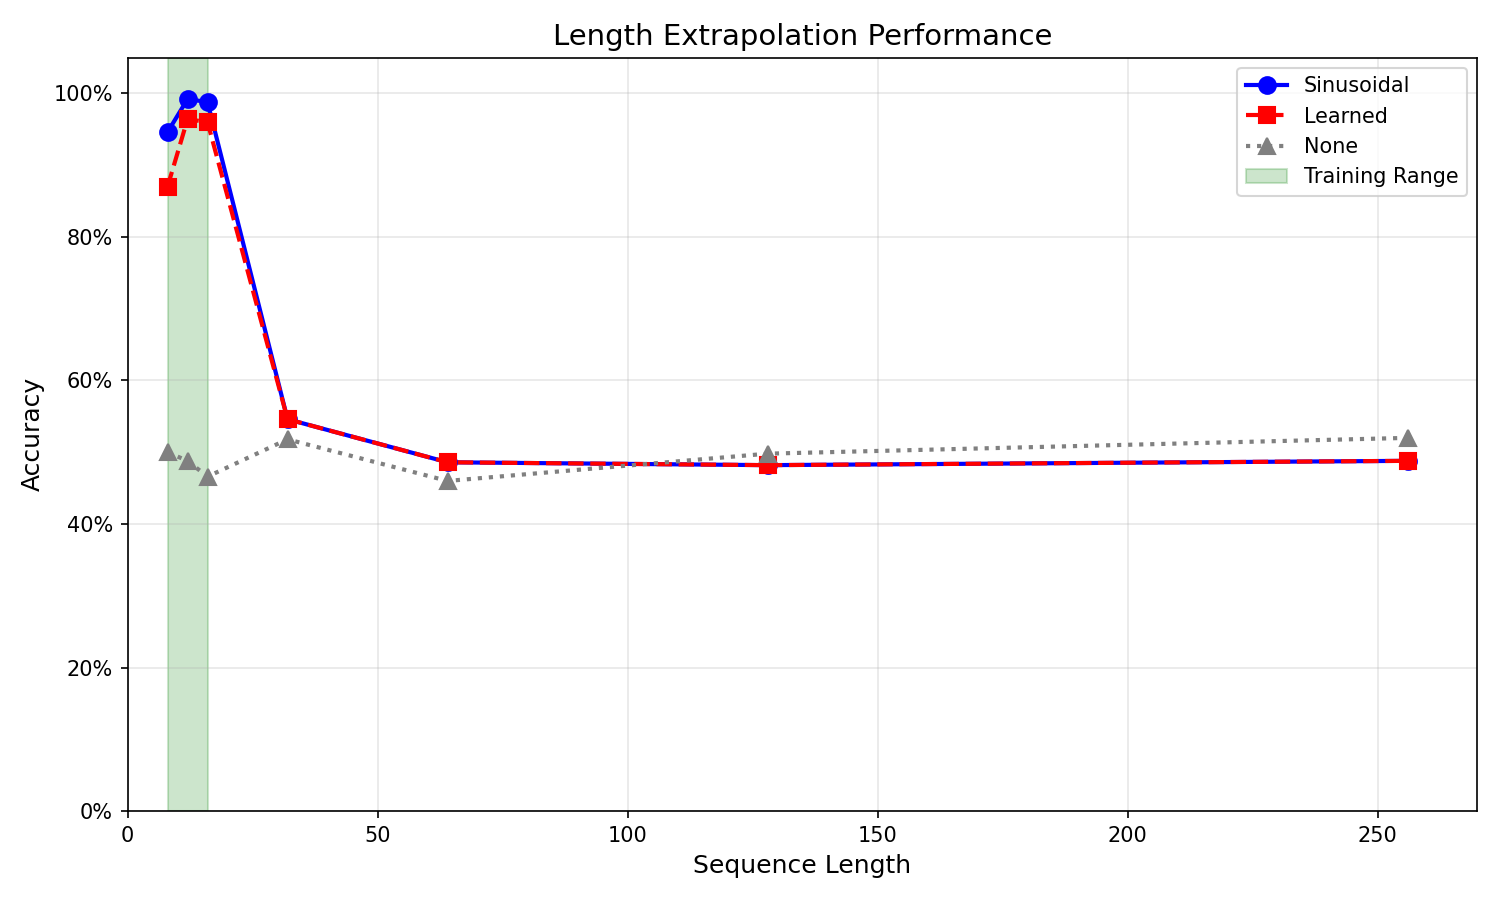 Length Extrapolation Performance
Sinusoidal
Learned
None
Training Range
100%
80%
60%
40%
20%
0%
Accuracy
0 50 100 150 200 250
Sequence Length